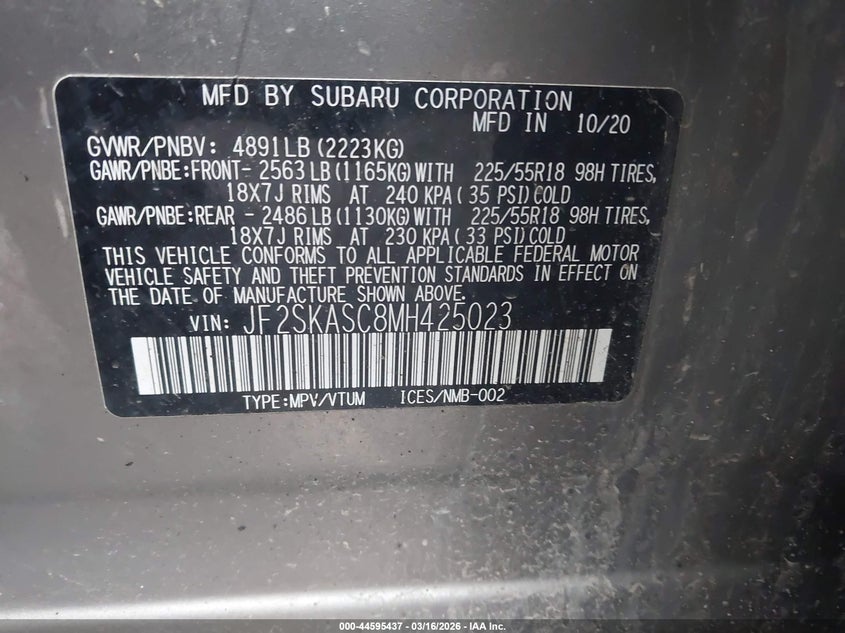 MFD BY SUBARU CORPORATION
MFD IN 10/20
GVWR/PNBV: 4891LB(2223KG)
GAWR/PNBE:FRONT- 2563LB(1165KG)WITH 225/55R18 98H TIRES,
18X7J RIMS AT 240 KPA( 35 PSI)COLD
GAWR/PNBE:REAR - 2486LB(1130KG)WITH 225/55R18 98H TIRES,
18X7J RIMS AT 230 KPA( 33 PSI)COLD
THIS VEHICLE CONFORMS TO ALL APPLICABLE FEDERAL MOTOR
VEHICLE SAFETY AND THEFT PREVENTION STANDARDS IN EFFECT ON
THE DATE OF MANUFACTURE SHOWN ABOVE.
VIN: JF2SKASC8MH425023
TYPE:MPV/VTUM ICES/NMB-002
000-44595437 - 03/16/2026 - IAA Inc.